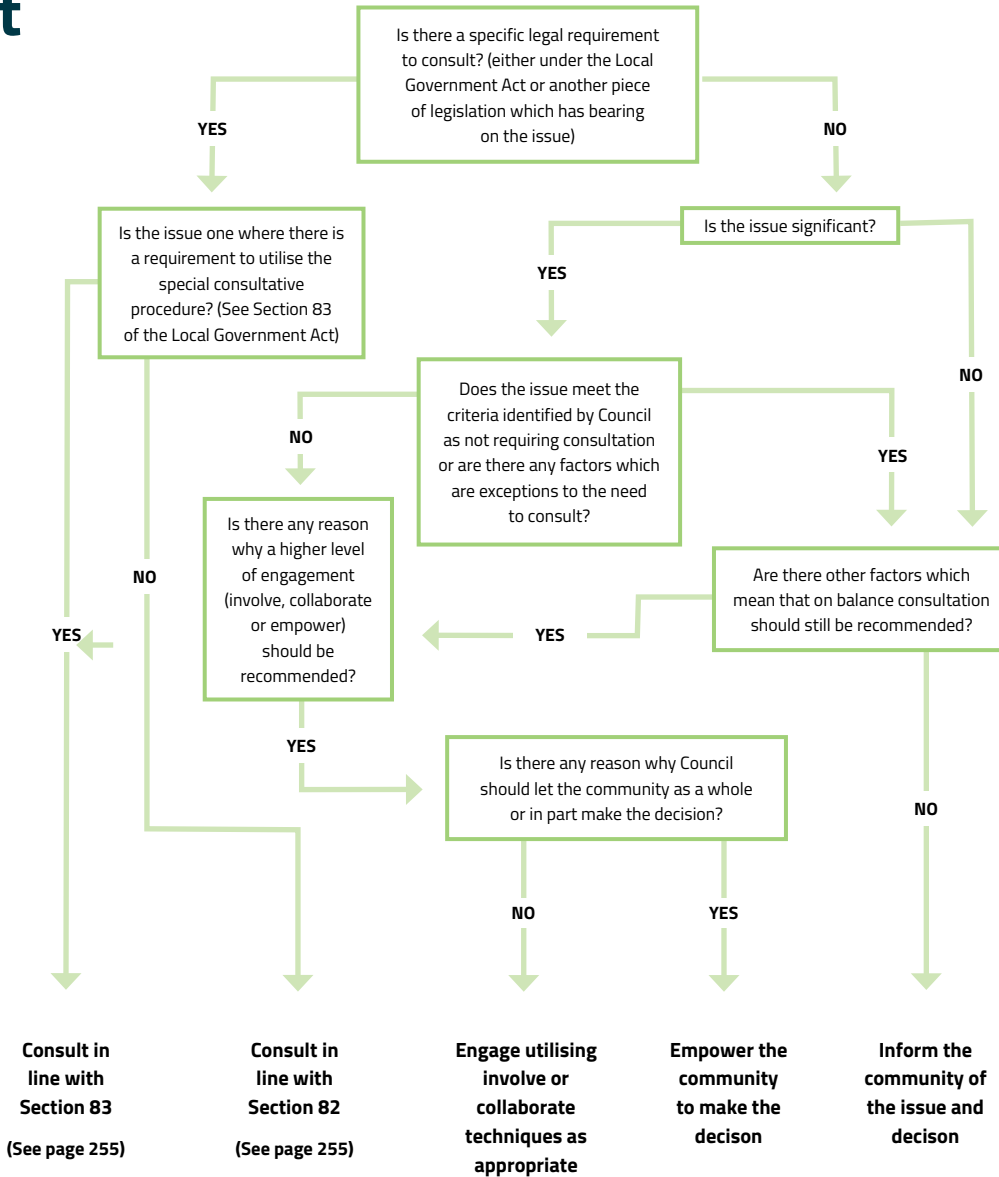 t
Is there a specific legal requirement
to consult? (either under the Local
Government Act or another piece
of legislation which has bearing
on the issue)
YES
NO
Is the issue one where there is
a requirement to utilise the
special consultative
procedure? (See Section 83
of the Local Government Act)
Is the issue significant?
YES
NO
Does the issue meet the
criteria identified by Council
as not requiring consultation
or are there any factors which
are exceptions to the need
to consult?
NO
YES
Is there any reason
why a higher level
of engagement
(involve, collaborate
or empower)
should be
recommended?
Are there other factors which
mean that on balance consultation
should still be recommended?
NO
YES
YES
YES
Is there any reason why Council
should let the community as a whole
or in part make the decision?
NO
NO
YES
Consult in
line with
Section 83
(See page 255)
Consult in
line with
Section 82
(See page 255)
Engage utilising
involve or
collaborate
techniques as
appropriate
Empower the
community
to make the
decison
Inform the
community of
the issue and
decison